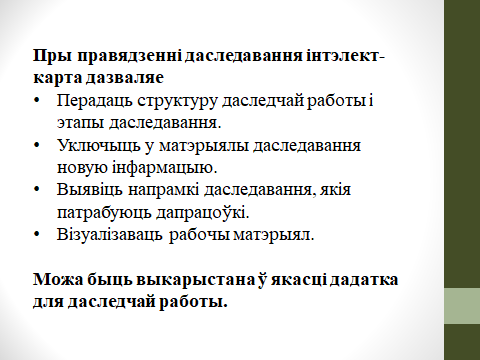 Пры правядзенні даследавання інтэлект-
карта дазваляе
• Перадаць структуру даследчай работы і
этапы даследавання.
• Уключыць у матэрыялы даследавання
новую інфармацыю.
• Выявіць напрамкі даследавання, якія
патрабуюць дапрацоўкі.
• Візуалізаваць рабочы матэрыял.
Можа быць выкарыстана ў якасці дадатка
для даследчай работы.